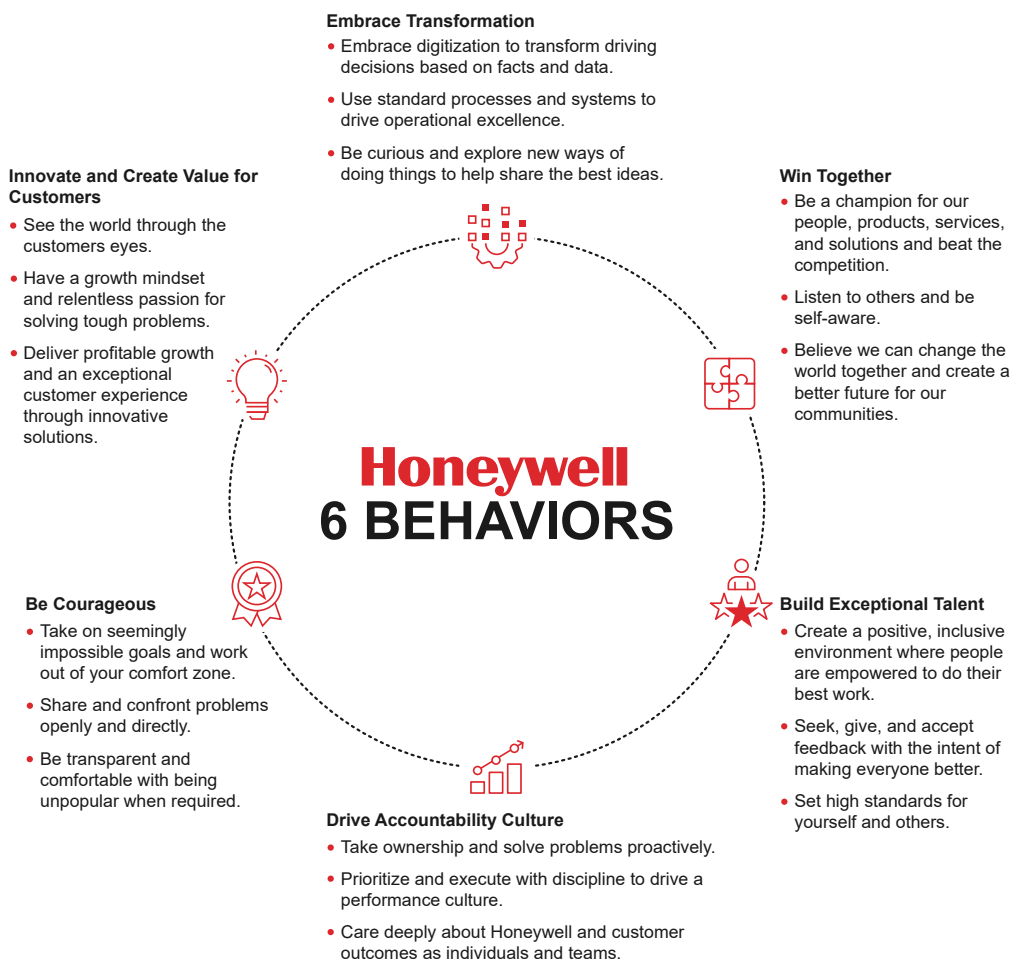 Embrace Transformation
• Embrace digitization to transform driving
decisions based on facts and data.
• Use standard processes and systems to
drive operational excellence.
• Be curious and explore new ways of
doing things to help share the best ideas.
Innovate and Create Value for
Customers
• See the world through the
customers eyes.
• Have a growth mindset
and relentless passion for
solving tough problems.
• Deliver profitable growth
and an exceptional
customer experience
through innovative
solutions.
Win Together
• Be a champion for our
people, products, services,
and solutions and beat the
competition.
• Listen to others and be
self-aware.
• Believe we can change the
world together and create a
better future for our
communities.
Honeywell
6 BEHAVIORS
Be Courageous
• Take on seemingly
impossible goals and work
out of your comfort zone.
• Share and confront problems
openly and directly.
• Be transparent and
comfortable with being
unpopular when required.
Build Exceptional Talent
• Create a positive, inclusive
environment where people
are empowered to do their
best work.
• Seek, give, and accept
feedback with the intent of
making everyone better.
• Set high standards for
yourself and others.
Drive Accountability Culture
• Take ownership and solve problems proactively.
• Prioritize and execute with discipline to drive a
performance culture.
• Care deeply about Honeywell and customer
outcomes as individuals and teams.